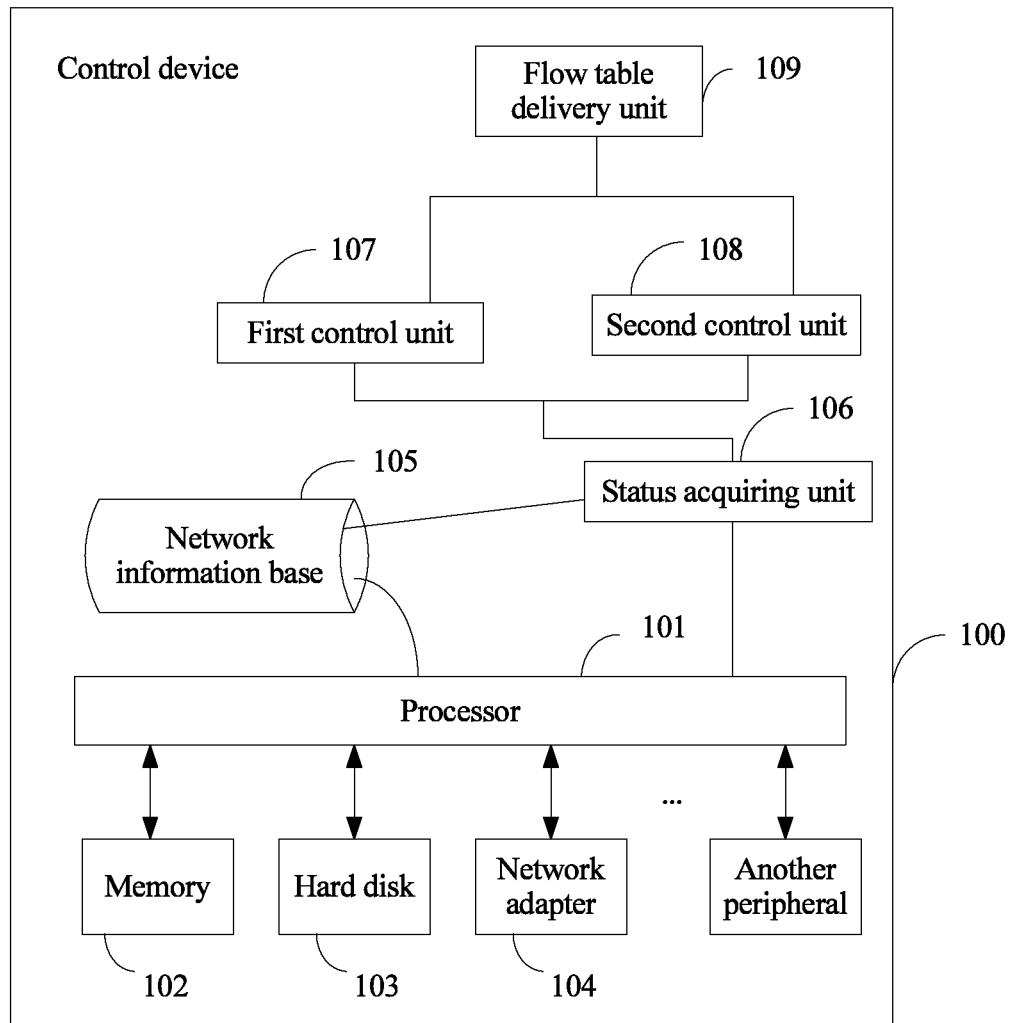 Control device
Flow table
delivery unit
109
107
108
First control unit
Second control unit
106
105
Status acquiring unit
Network
information base
101
100
Processor
...
Memory
Hard disk
Network
adapter
Another
peripheral
102
103
104